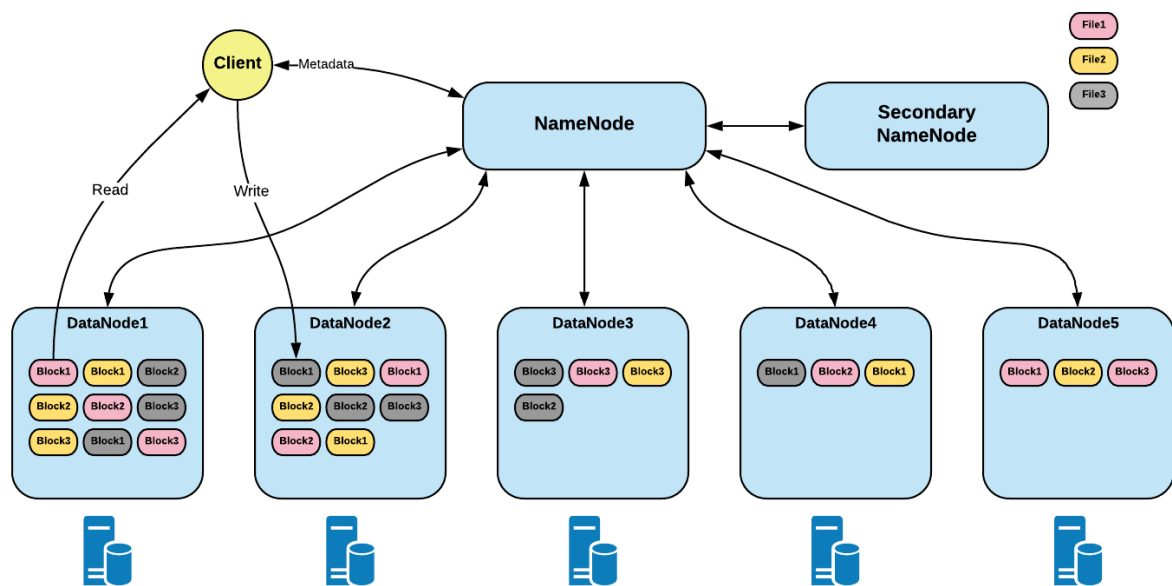 File1
File2
File3
Client
Metadata
NameNode
Secondary
NameNode
Read
Write
DataNode1
Block1 Block1 Block2
Block2 Block2 Block3
Block3 Block1 Block3
DataNode2
Block1 Block3 Block1
Block2 Block2 Block3
Block2 Block1
DataNode3
Block3 Block3 Block3
Block2
DataNode4
Block1 Block2 Block1
DataNode5
Block1 Block2 Block3